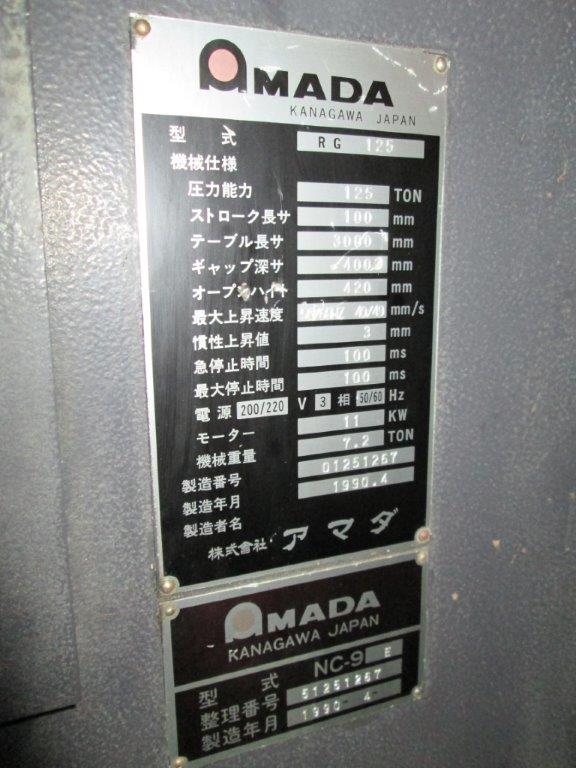 AMADA
KANAGAWA JAPAN
型式 RG 125
機械仕様
圧力能力 125 TON
ストローク長サ 100 mm
テーブル長サ 3000 mm
ギャップ深サ 400 mm
オープンハイト 420 mm
最大上昇速度 40/40 mm/s
慣性上昇値 3 mm
急停止時間 100 ms
最大停止時間 100 ms
電源 200/220 V 3 相 50/60 Hz
モーター 11 KW
機械重量 7.2 TON
製造番号 01251267
製造年月 1990.4
製造者名
株式会社 アマダ
AMADA
KANAGAWA JAPAN
型式 NC-9 E
整理番号 51251267
製造年月 1990-4-